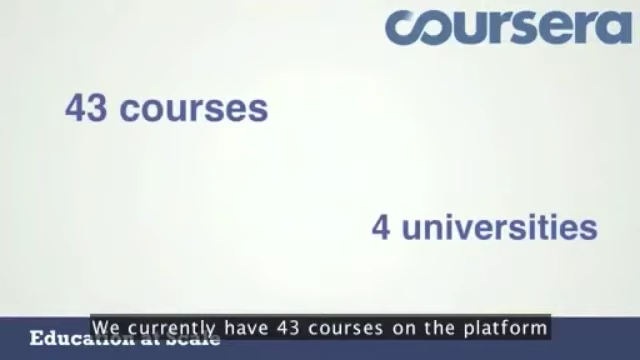 coursera
43 courses
4 universities
We currently have 43 courses on the platform
Education at Scale